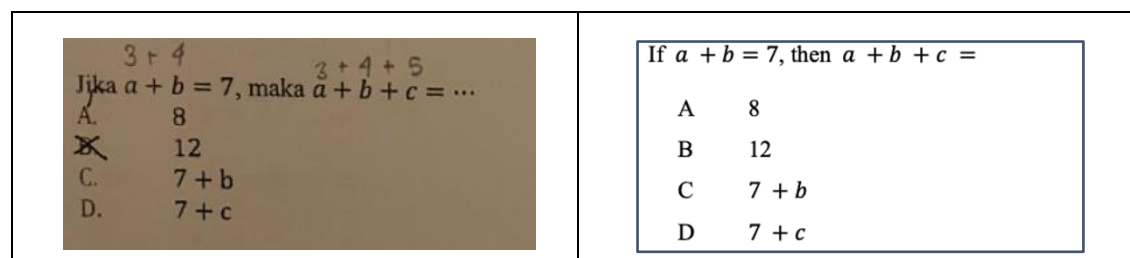 3 + 4
3 + 4 + 5
Jika a + b = 7, maka a + b + c = ⋯
A. 8
B. 12
C. 7 + b
D. 7 + c
If a + b = 7, then a + b + c =
A 8
B 12
C 7 + b
D 7 + c